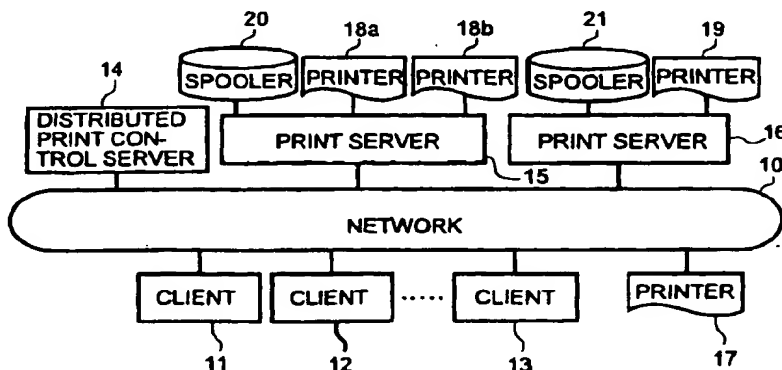 20
18a
18b
21
19
14
SPOOLER
PRINTER
PRINTER
SPOOLER
PRINTER
DISTRIBUTED
PRINT CON-
TROL SERVER
PRINT SERVER
PRINT SERVER
16
15
10
NETWORK
CLIENT
CLIENT
.....
CLIENT
PRINTER
11
12
13
17